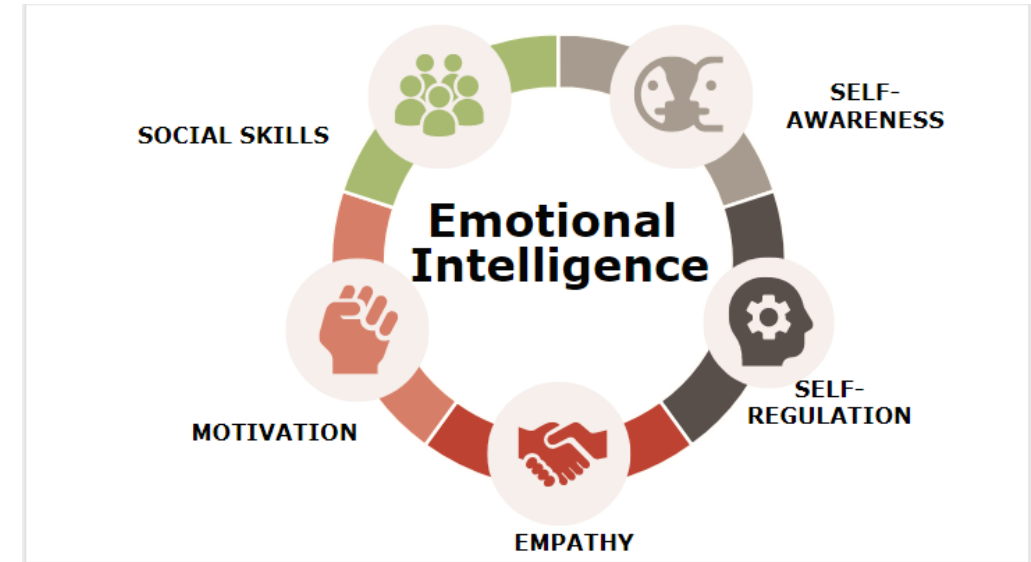 SELF-
AWARENESS
SOCIAL SKILLS
Emotional
Intelligence
SELF-
REGULATION
MOTIVATION
EMPATHY